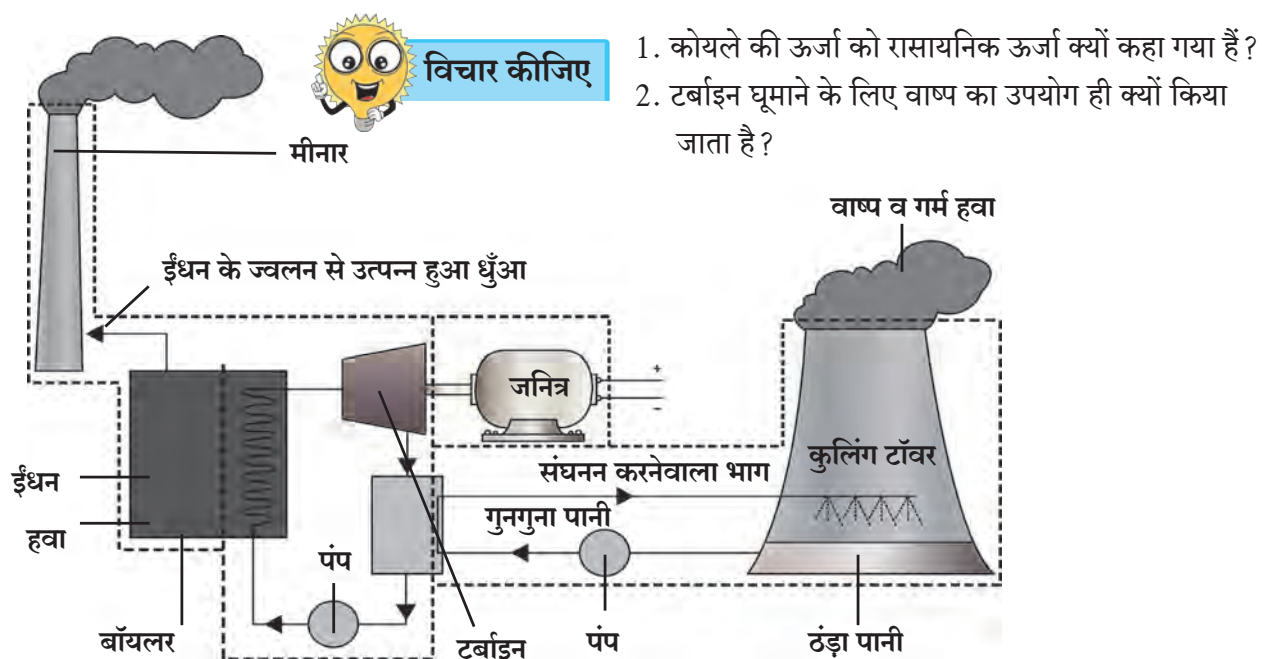 विचार कीजिए
1. कोयले की ऊर्जा को रासायनिक ऊर्जा क्यों कहा गया हैं?
2. टर्बाइन घूमाने के लिए वाष्प का उपयोग ही क्यों किया
जाता है?
मीनार
वाष्प व गर्म हवा
ईंधन के ज्वलन से उत्पन्न हुआ धुँआ
+
जनित्र
–
कुलिंग टॉवर
संघनन करनेवाला भाग
ईंधन
गुनगुना पानी
हवा
पंप
बॉयलर
टर्बाइन
पंप
ठंड़ा पानी